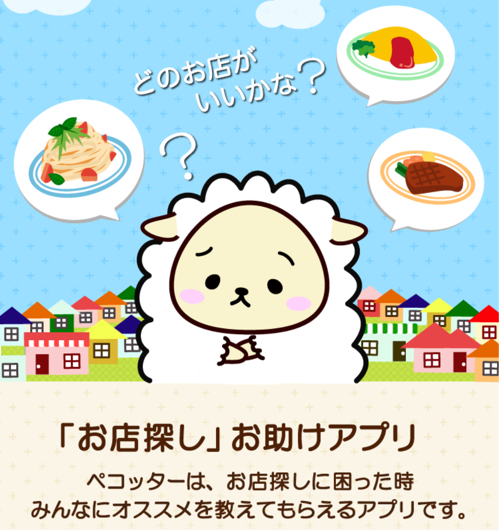 どのお店が
いいかな？
？
「お店探し」お助けアプリ
ペコッターは、お店探しに困った時
みんなにオススメを教えてもらえるアプリです。